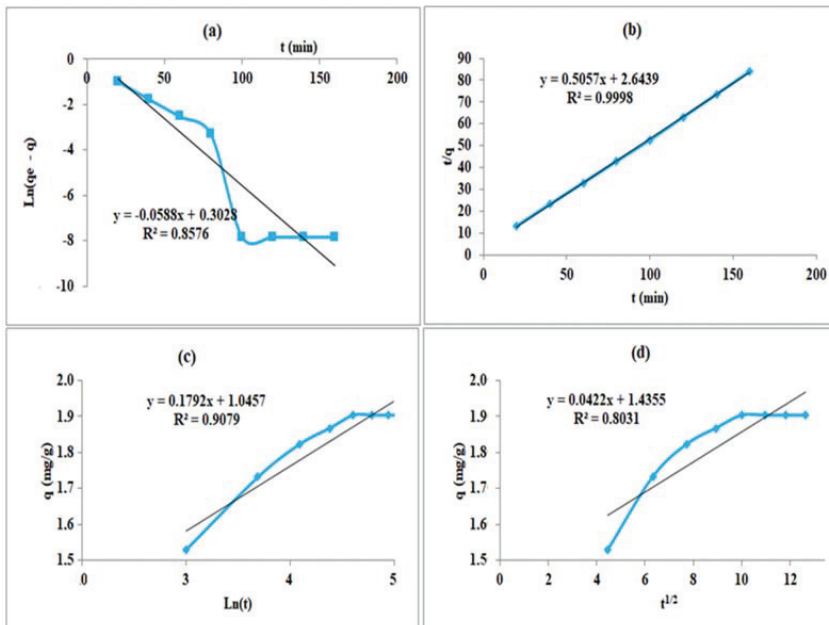 (a)
t (min)
0
0 50 100 150 200
-2
-4
-6
-8
-10
Ln(qe - q)
y = -0.0588x + 0.3028
R² = 0.8576
(b)
90
80
70
60
50
40
30
20
10
0
t/q
y = 0.5057x + 2.6439
R² = 0.9998
0 50 100 150 200
t (min)
(c)
2.0
1.9
1.8
1.7
1.6
1.5
q (mg/g)
y = 0.1792x + 1.0457
R² = 0.9079
.0 3 4 5
Ln(t)
(d)
2.0
1.9
1.8
1.7
1.6
1.5
q (mg/g)
y = 0.0422x + 1.4355
R² = 0.8031
.0 2 4 6 8 10 12
t^1/2